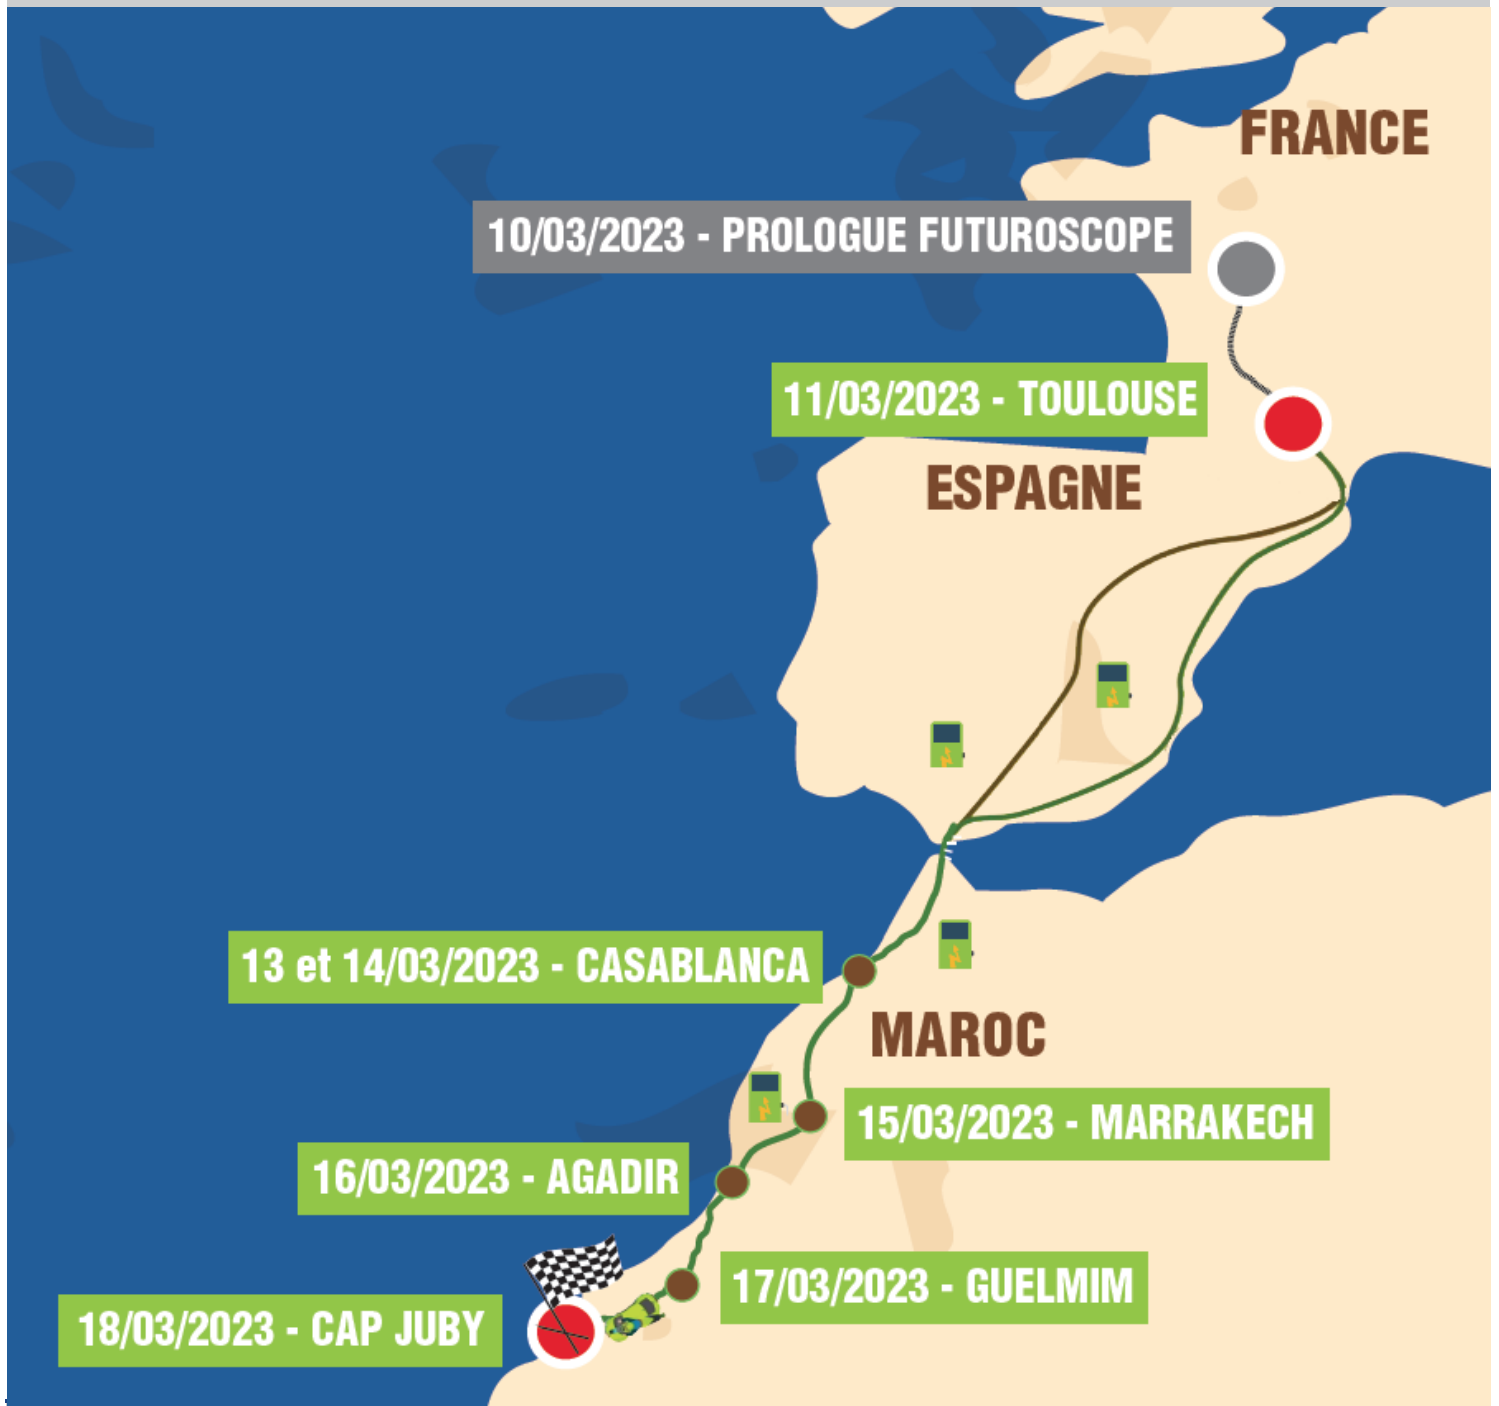 FRANCE
10/03/2023 - PROLOGUE FUTUROSCOPE
11/03/2023 - TOULOUSE
ESPAGNE
13 et 14/03/2023 - CASABLANCA
MAROC
15/03/2023 - MARRAKECH
16/03/2023 - AGADIR
17/03/2023 - GUELMIM
18/03/2023 - CAP JUBY